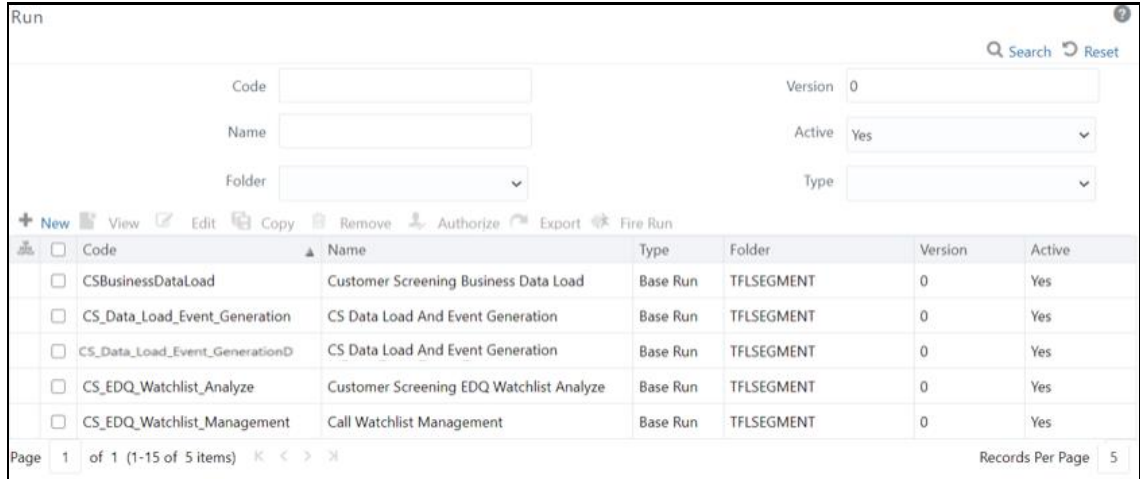 Run
Search Reset
Code Version 0
Name Active Yes
Folder Type
New View Edit Copy Remove Authorize Export Fire Run
Code Name Type Folder Version Active
CSBusinessDataLoad Customer Screening Business Data Load Base Run TFLSEGMENT 0 Yes
CS_Data_Load_Event_Generation CS Data Load And Event Generation Base Run TFLSEGMENT 0 Yes
CS_Data_Load_Event_GenerationD CS Data Load And Event Generation Base Run TFLSEGMENT 0 Yes
CS_EDQ_Watchlist_Analyze Customer Screening EDQ Watchlist Analyze Base Run TFLSEGMENT 0 Yes
CS_EDQ_Watchlist_Management Call Watchlist Management Base Run TFLSEGMENT 0 Yes
Page 1 of 1 (1-15 of 5 items) Records Per Page 5